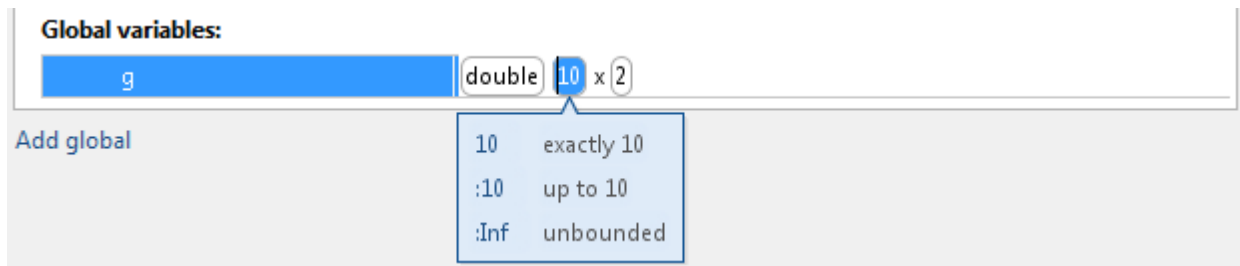 Global variables:
g double 10 x 2
Add global
10 exactly 10
:10 up to 10
:Inf unbounded